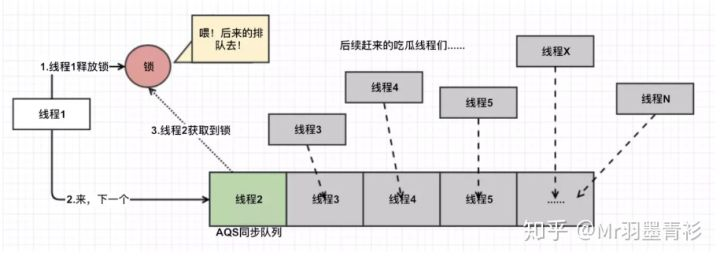 喂！后来的排
队去！
后续赶来的吃瓜线程们......
线程X
1.线程1释放锁
锁
线程4
线程N
线程5
线程1
3.线程2获取到锁
线程3
2.来，下一个
线程2
线程3
线程4
线程5
......
AQS同步队列
知乎 @Mr羽墨青衫